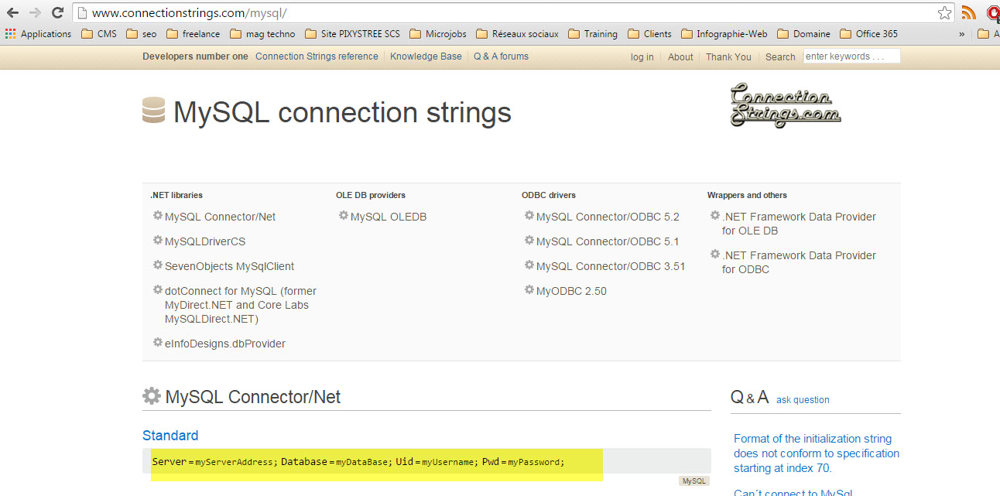 www.connectionstrings.com/mysql/
Applications CMS seo freelance mag techno Site PIXYSTREE SCS Microjobs Réseaux sociaux Training Clients Infographie-Web Domaine Office 365 » A
Developers number one Connection Strings reference Knowledge Base Q & A forums log in About Thank You Search enter keywords . . .
MySQL connection strings
Connection
Strings.com
.NET libraries
MySQL Connector/Net
MySQLDriverCS
SevenObjects MySqlClient
dotConnect for MySQL (former
MyDirect.NET and Core Labs
MySQLDirect.NET)
eInfoDesigns.dbProvider
OLE DB providers
MySQL OLEDB
ODBC drivers
MySQL Connector/ODBC 5.2
MySQL Connector/ODBC 5.1
MySQL Connector/ODBC 3.51
MyODBC 2.50
Wrappers and others
.NET Framework Data Provider
for OLE DB
.NET Framework Data Provider
for ODBC
MySQL Connector/Net
Standard
Server=myServerAddress; Database=myDataBase; Uid=myUsername; Pwd=myPassword;
MySQL
Q & A ask question
Format of the initialization string
does not conform to specification
starting at index 70.
Can´t connect to MySql